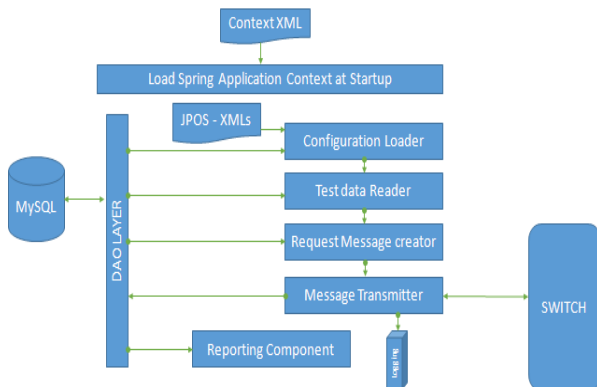 Context XML
Load Spring Application Context at Startup
JPOS - XMLs
Configuration Loader
MySQL
DAO LAYER
Test data Reader
Request Message creator
Message Transmitter
SWITCH
Reporting Component